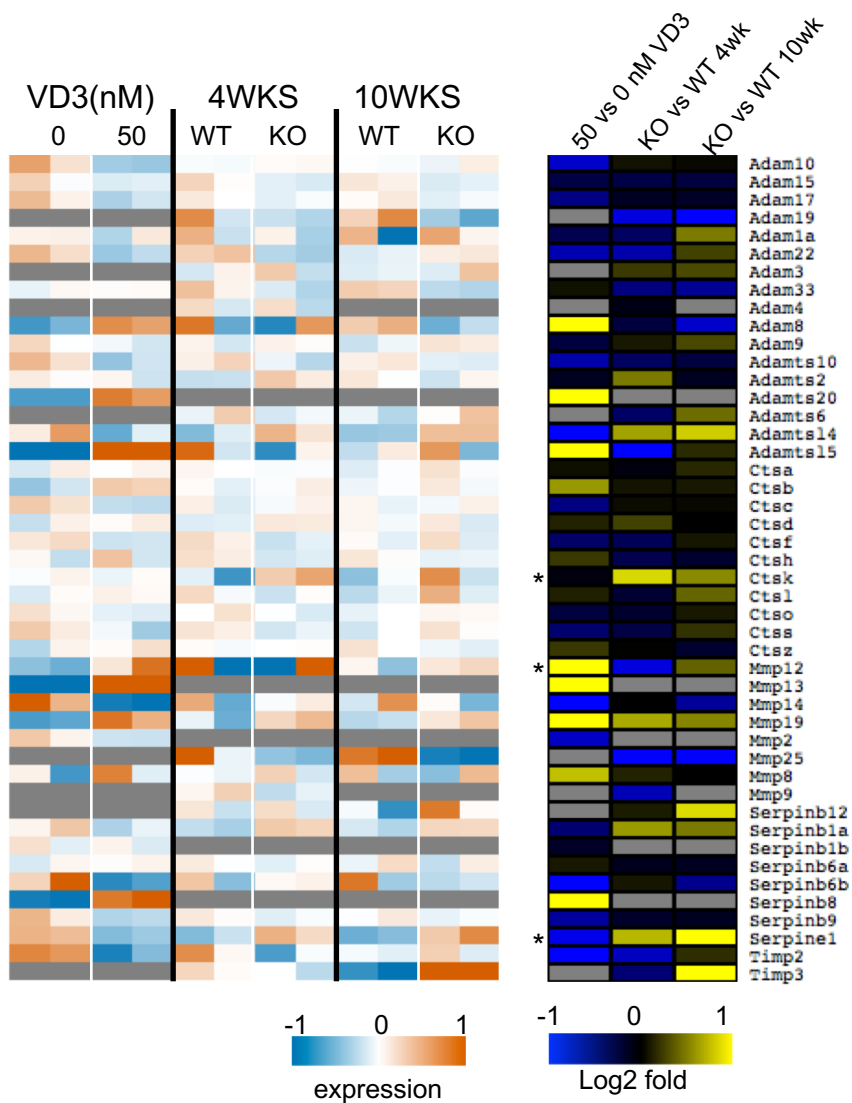 50 vs 0 nM VD3
KO vs WT 4wk
KO vs WT 10wk
VD3(nM) 4WKS 10WKS
0 50 WT KO WT KO
Adam10
Adam15
Adam17
Adam19
Adam1a
Adam22
Adam3
Adam33
Adam4
Adam8
Adam9
Adamts10
Adamts2
Adamts20
Adamts6
Adamtsl4
Adamtsl5
Ctsa
Ctsb
Ctsc
Ctsd
Ctsf
Ctsh
* Ctsk
Ctsl
Ctso
Ctss
Ctsz
* Mmp12
Mmp13
Mmp14
Mmp19
Mmp2
Mmp25
Mmp8
Mmp9
Serpinb12
Serpinb1a
Serpinb1b
Serpinb6a
Serpinb6b
Serpinb8
Serpinb9
* Serpine1
Timp2
Timp3
-1 0 1
expression
-1 0 1
Log2 fold